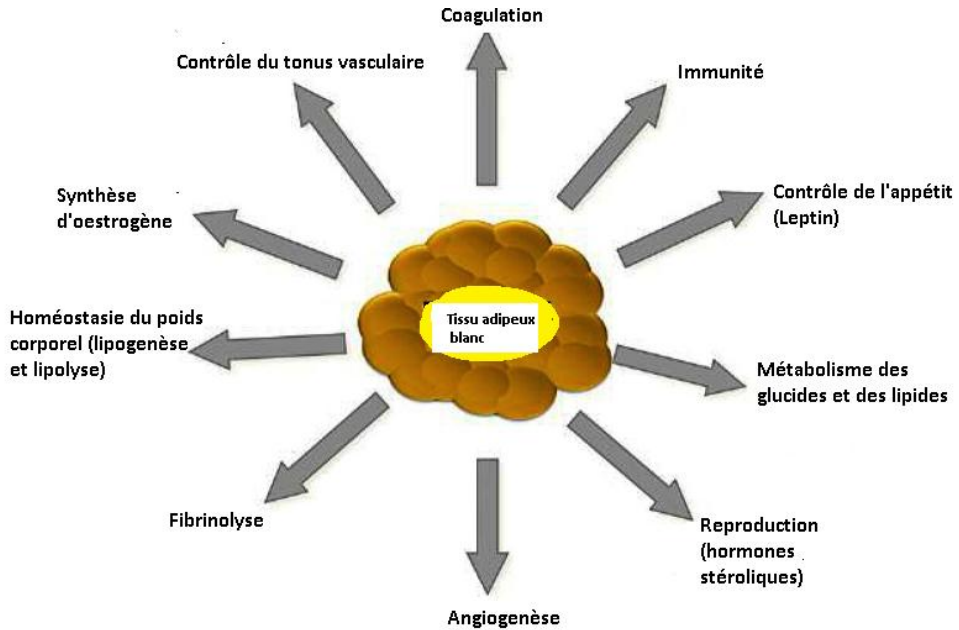 Coagulation
Contrôle du tonus vasculaire
Immunité
Synthèse
d'oestrogène
Contrôle de l'appétit
(Leptin)
Homéostasie du poids
corporel (lipogenèse
et lipolyse)
Tissu adipeux
blanc
Métabolisme des
glucides et des lipides
Fibrinolyse
Reproduction
(hormones
stéroliques)
Angiogenèse